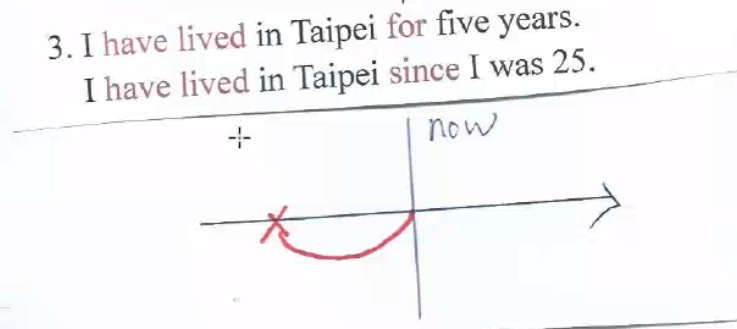 3. I have lived in Taipei for five years.
I have lived in Taipei since I was 25.
now